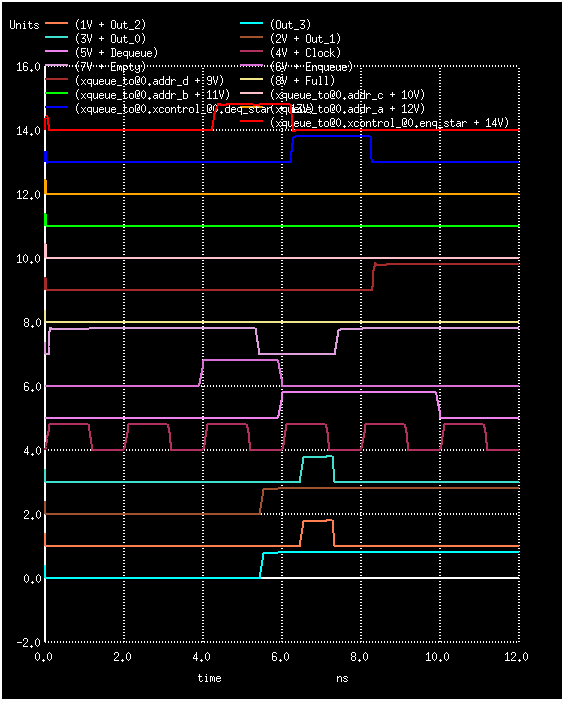 Units (1V + Out_2) (Out_3)
(3V + Out_0) (2V + Out_1)
(5V + Dequeue) (4V + Clock)
(7V + Empty) (6V + Enqueue)
16.0 (xqueue_to@0.addr_d + 9V) (8V + Full)
(xqueue_to@0.addr_b + 11V) (xqueue_to@0.addr_c + 10V)
(xqueue_to@0.xcontrol_@0.deq_star + 13V) (xqueue_to@0.addr_a + 12V)
(xqueue_to@0.xcontrol_@0.enq_star + 14V)
14.0
12.0
10.0
8.0
6.0
4.0
2.0
0.0
-2.0
0.0 2.0 4.0 6.0 8.0 10.0 12.0
time ns